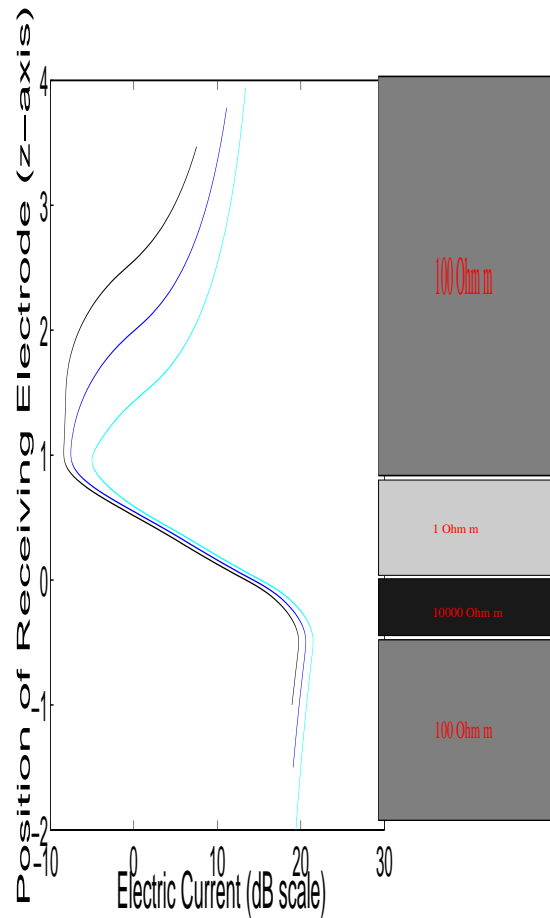 Position of Receiving Electrode (z−axis)
4
3
2
1
0
-1
-2
-10
0
10
20
30
Electric Current (dB scale)
100 Ohm m
1 Ohm m
10000 Ohm m
100 Ohm m